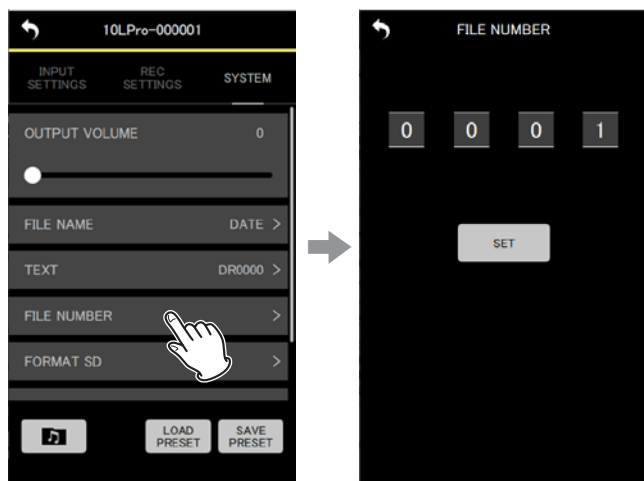 10LPro-000001
INPUT SETTINGS
REC SETTINGS
SYSTEM
OUTPUT VOLUME 0
FILE NAME DATE >
TEXT DR0000 >
FILE NUMBER >
FORMAT SD >
LOAD PRESET
SAVE PRESET
FILE NUMBER
0 0 0 1
SET